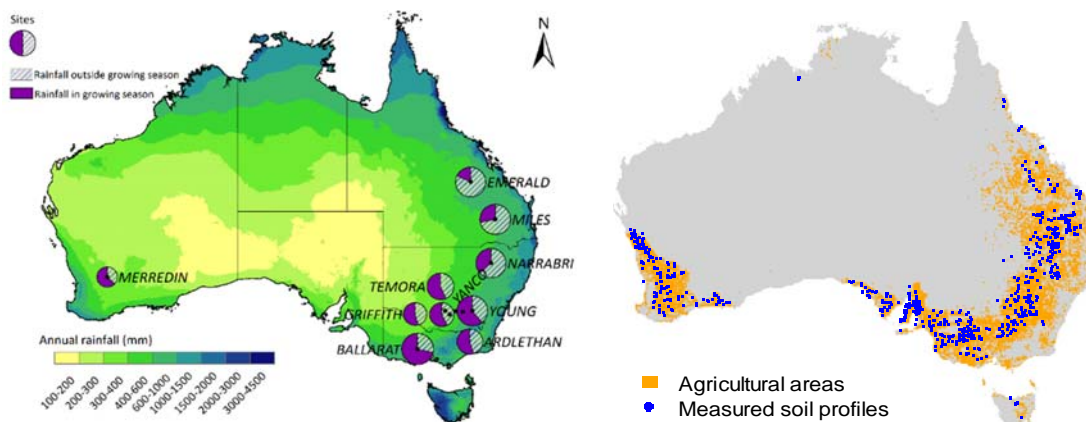 Sites
N
Rainfall outside growing season
Rainfall in growing season
EMERALD
MILES
NARRABRI
MERREDIN
TEMORA
YANCO
GRIFFITH
YOUNG
BALLARAT
ARDLETHAN
Annual rainfall (mm)
100-200
200-300
300-400
400-600
600-1000
1000-1500
1500-2000
2000-3000
3000-4500
Agricultural areas
Measured soil profiles